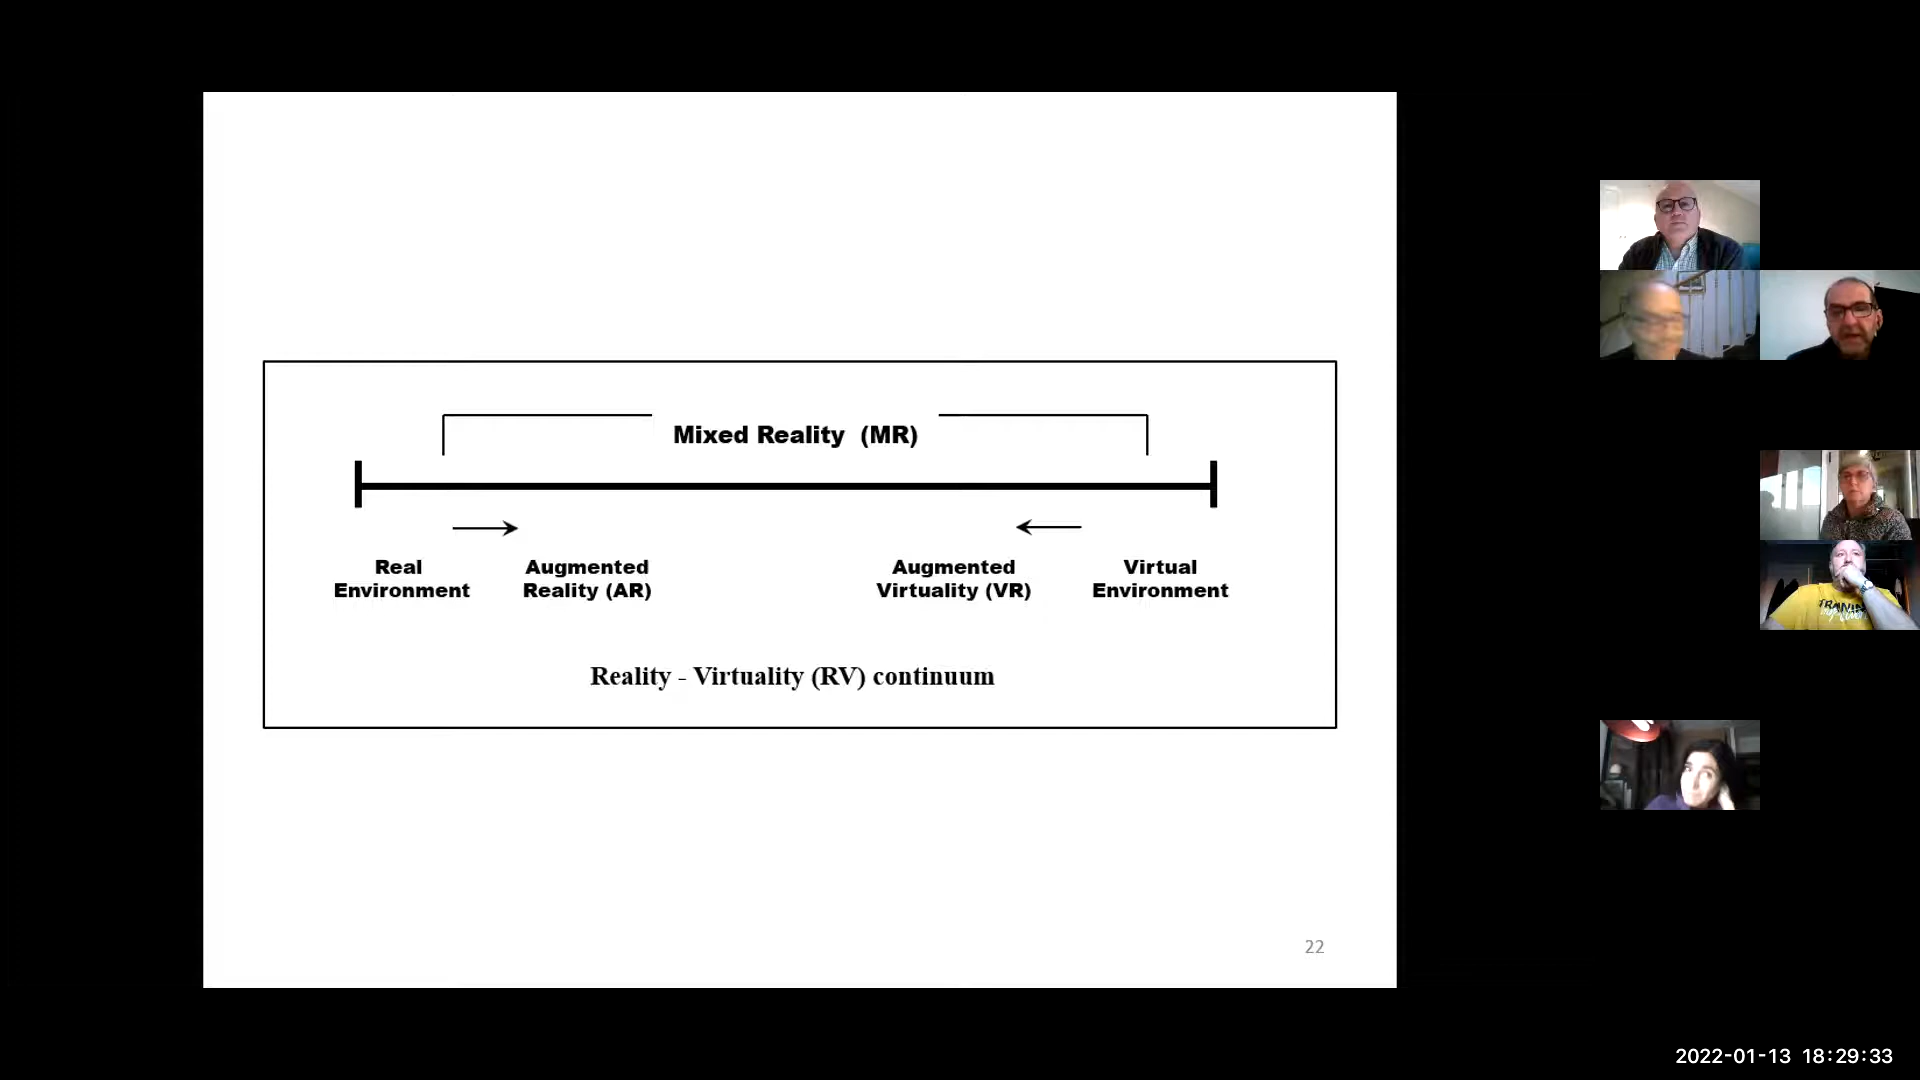 Mixed Reality (MR)
Real Environment
Augmented Reality (AR)
Augmented Virtuality (VR)
Virtual Environment
Reality - Virtuality (RV) continuum
22
TRAINING
2022-01-13 18:29:33